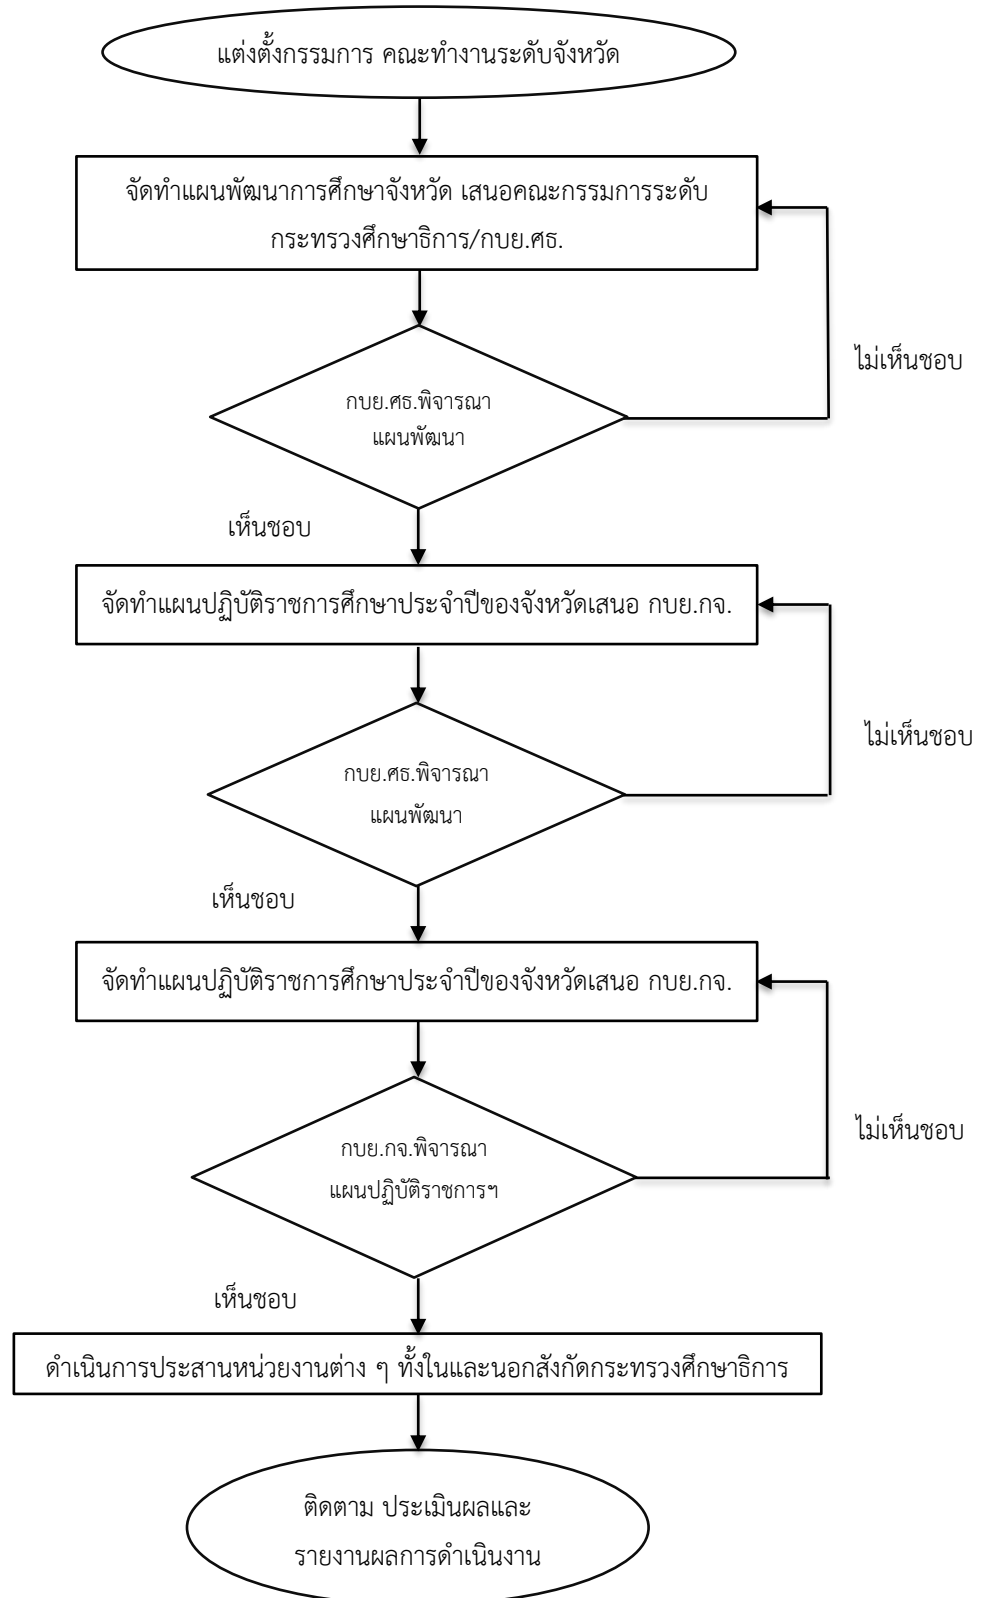 แต่งตั้งกรรมการ คณะทำงานระดับจังหวัด
จัดทำแผนพัฒนาการศึกษาจังหวัด เสนอคณะกรรมการระดับ
กระทรวงศึกษาธิการ/กบย.ศธ.
ไม่เห็นชอบ
กบย.ศธ.พิจารณา
แผนพัฒนา
เห็นชอบ
จัดทำแผนปฏิบัติราชการศึกษาประจำปีของจังหวัดเสนอ กบย.กจ.
ไม่เห็นชอบ
กบย.ศธ.พิจารณา
แผนพัฒนา
เห็นชอบ
จัดทำแผนปฏิบัติราชการศึกษาประจำปีของจังหวัดเสนอ กบย.กจ.
ไม่เห็นชอบ
กบย.กจ.พิจารณา
แผนปฏิบัติราชการฯ
เห็นชอบ
ดำเนินการประสานหน่วยงานต่าง ๆ ทั้งในและนอกสังกัดกระทรวงศึกษาธิการ
ติดตาม ประเมินผลและ
รายงานผลการดำเนินงาน